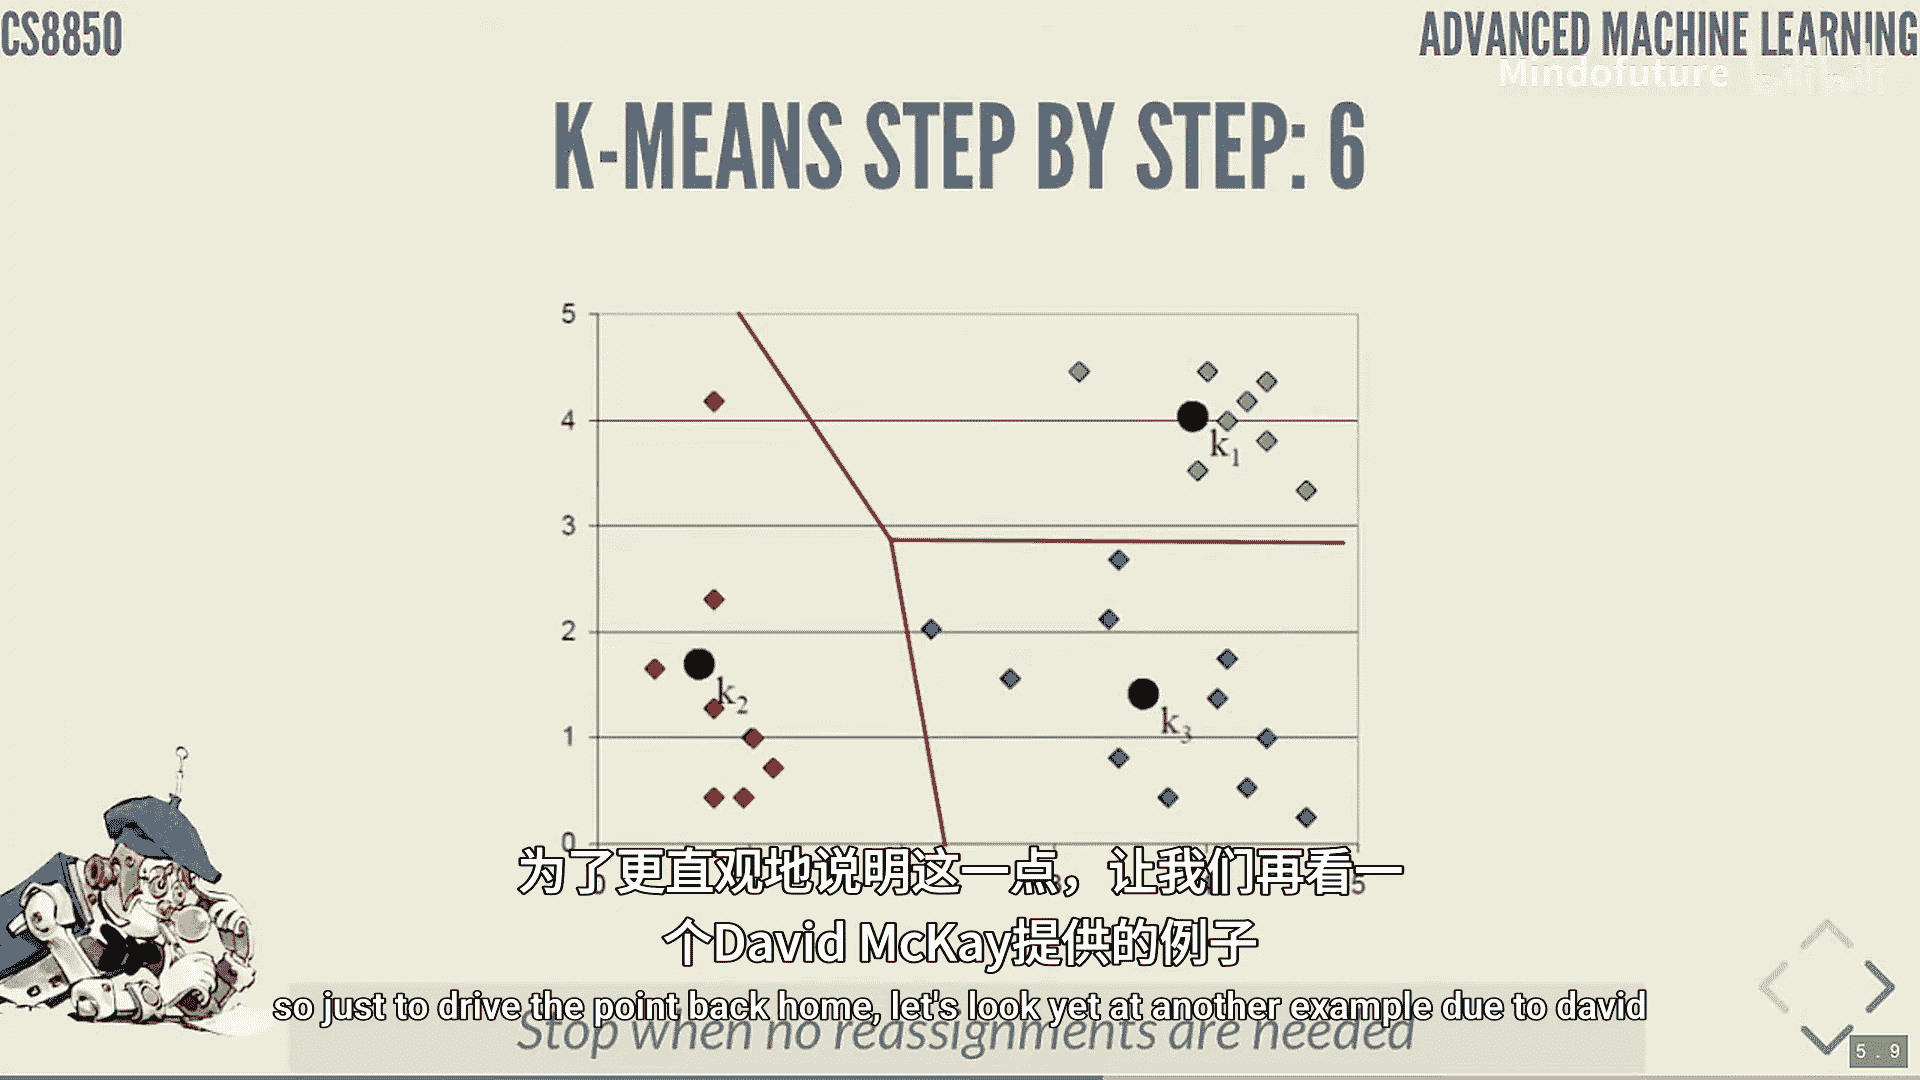 CS8850
ADVANCED MACHINE LEARNING
Mindofuture bilibili
K-MEANS STEP BY STEP: 6
5
4
3
2
1
0
k1
k2
k3
5
为了更直观地说明这一点，让我们再看一
个David McKay提供的例子
so just to drive the point back home, let's look yet at another example due to david
Stop when no reassignments are needed
5.9